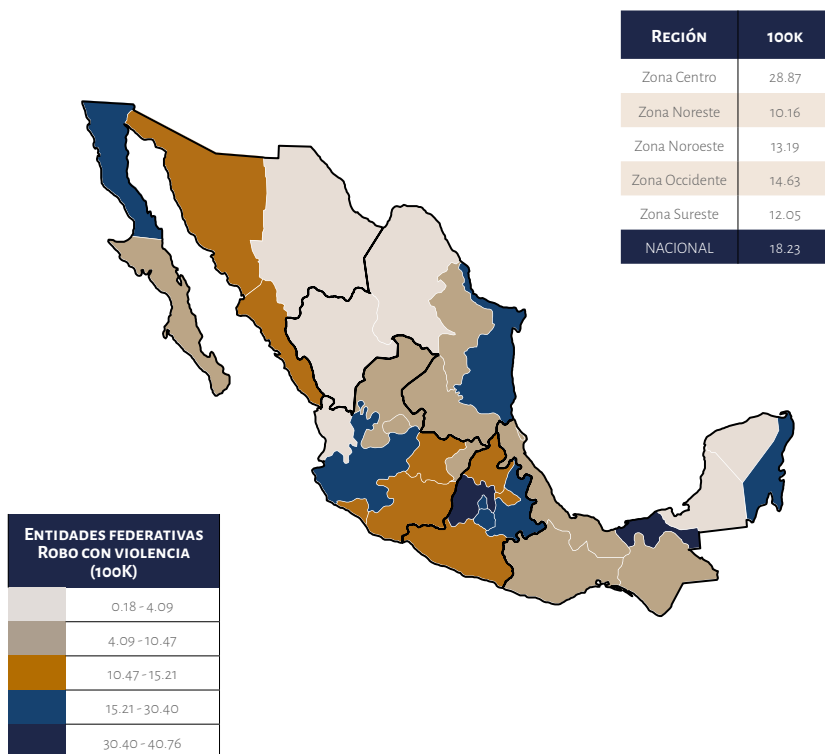 REGIÓN 100K
Zona Centro 28.87
Zona Noreste 10.16
Zona Noroeste 13.19
Zona Occidente 14.63
Zona Sureste 12.05
NACIONAL 18.23
ENTIDADES FEDERATIVAS
ROBO CON VIOLENCIA
(100K)
0.18 - 4.09
4.09 - 10.47
10.47 - 15.21
15.21 - 30.40
30.40 - 40.76